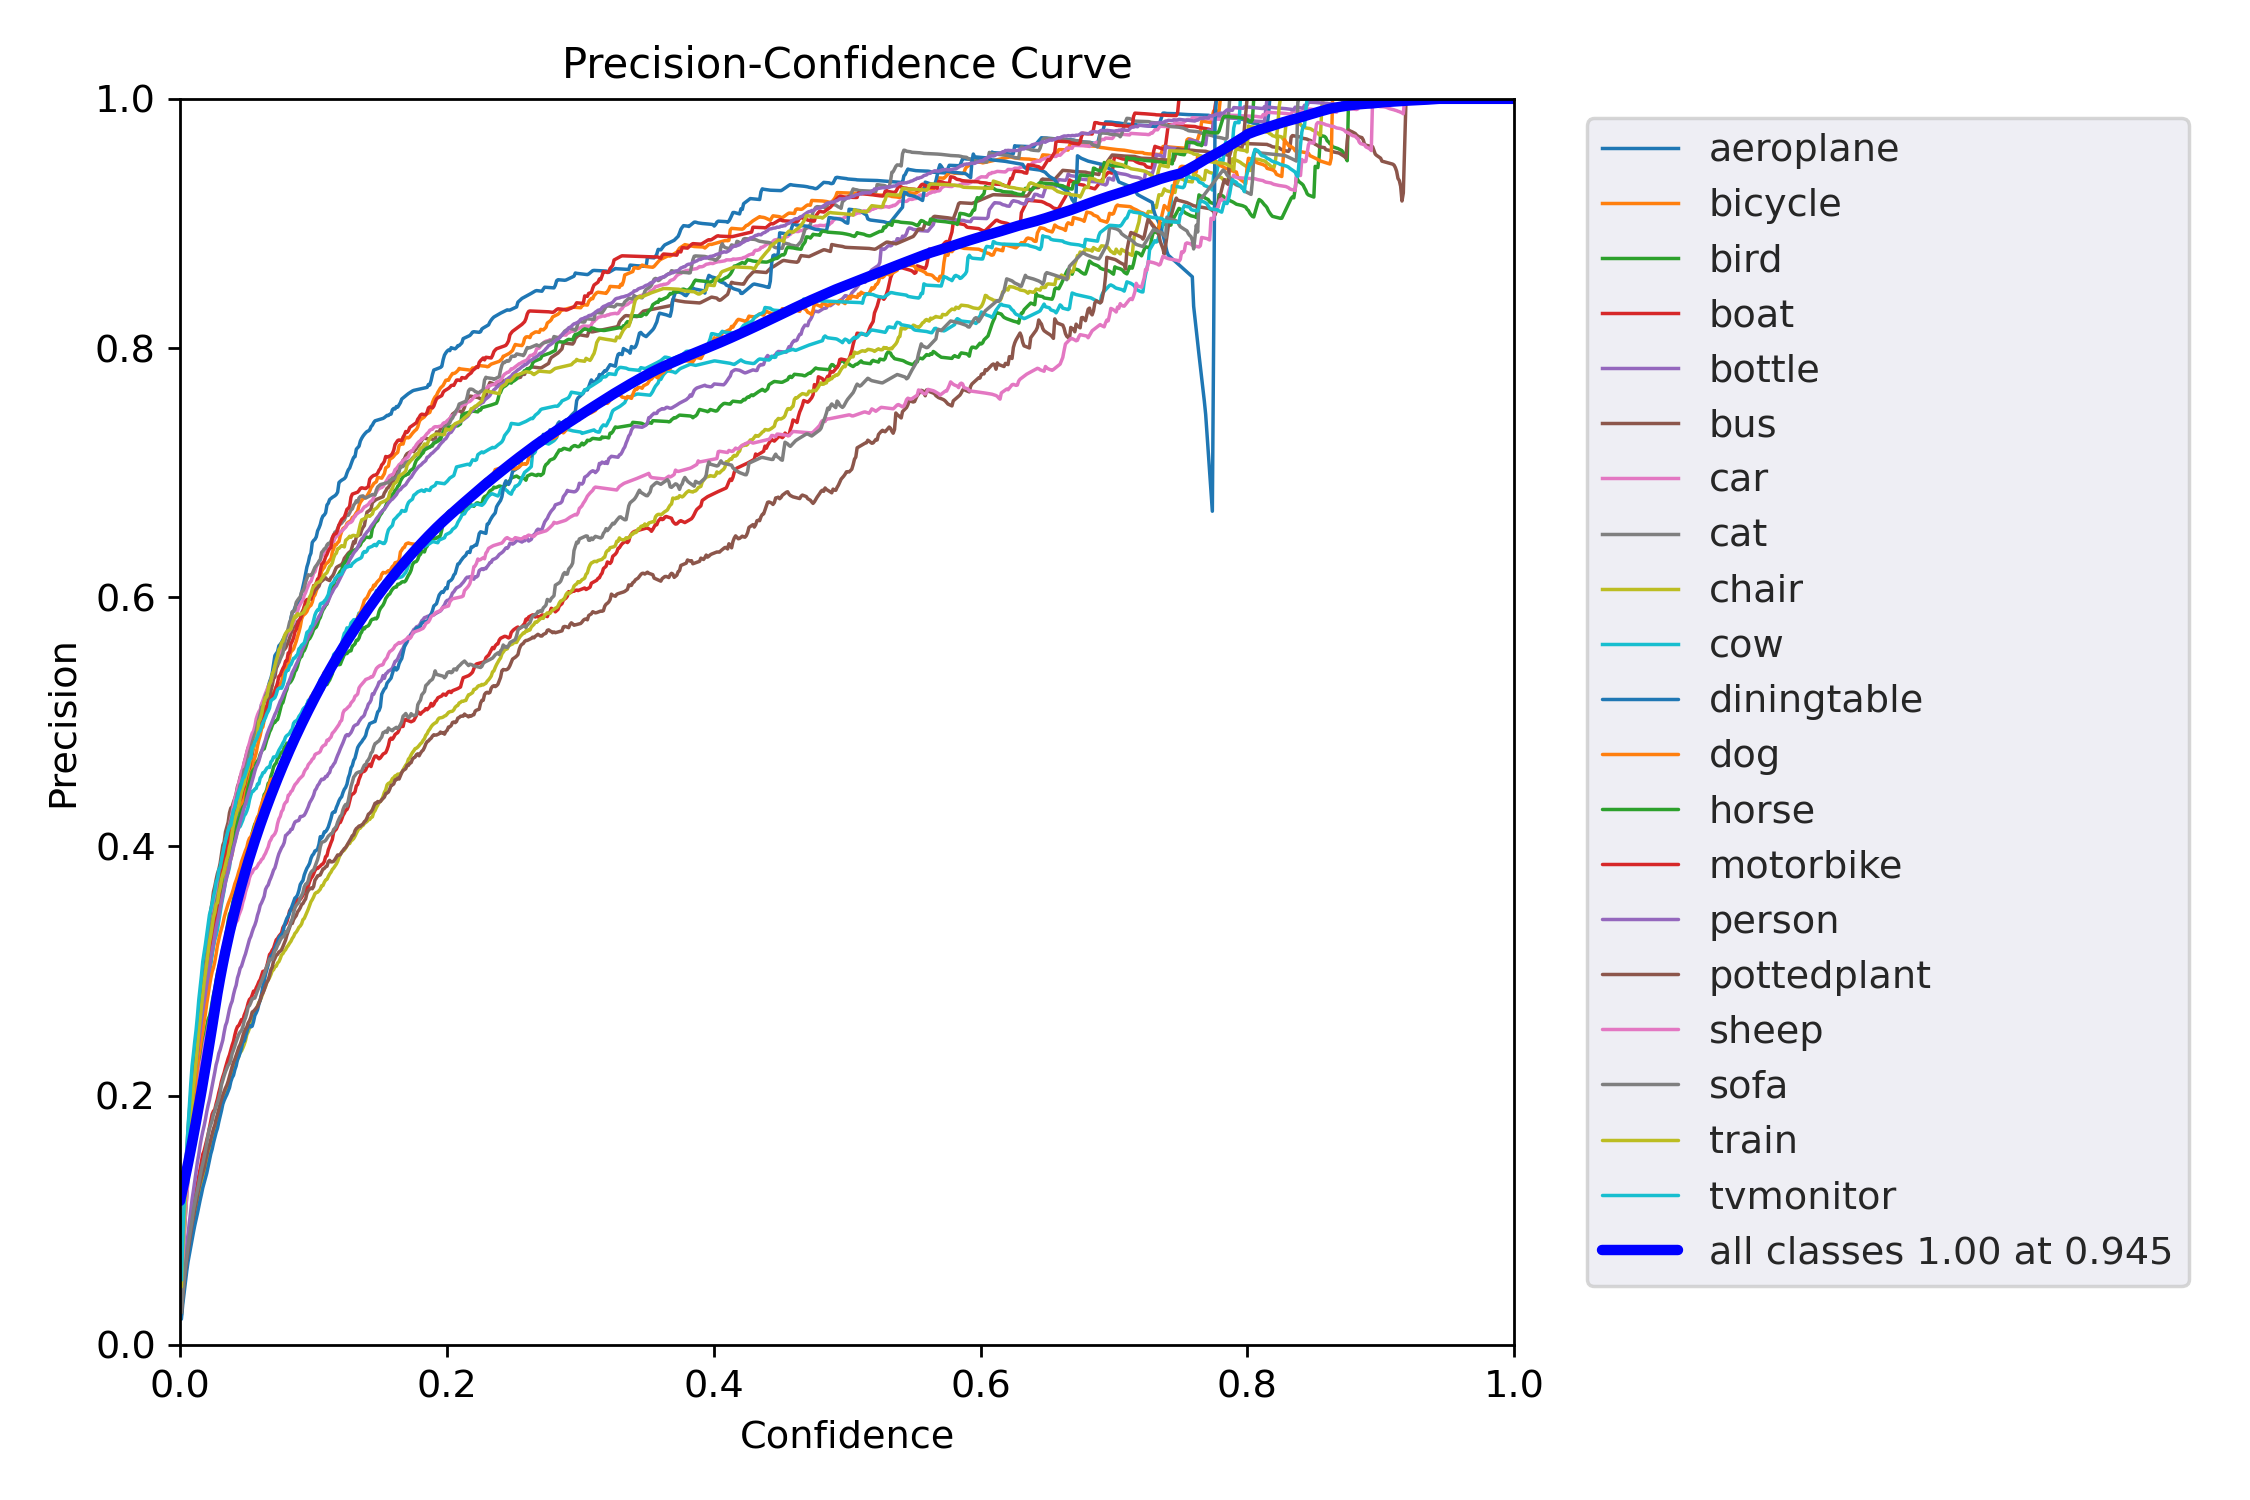 Precision-Confidence Curve
1.0
0.8
0.6
0.4
0.2
0.0
Precision
0.0 0.2 0.4 0.6 0.8 1.0
Confidence
aeroplane
bicycle
bird
boat
bottle
bus
car
cat
chair
cow
diningtable
dog
horse
motorbike
person
pottedplant
sheep
sofa
train
tvmonitor
all classes 1.00 at 0.945